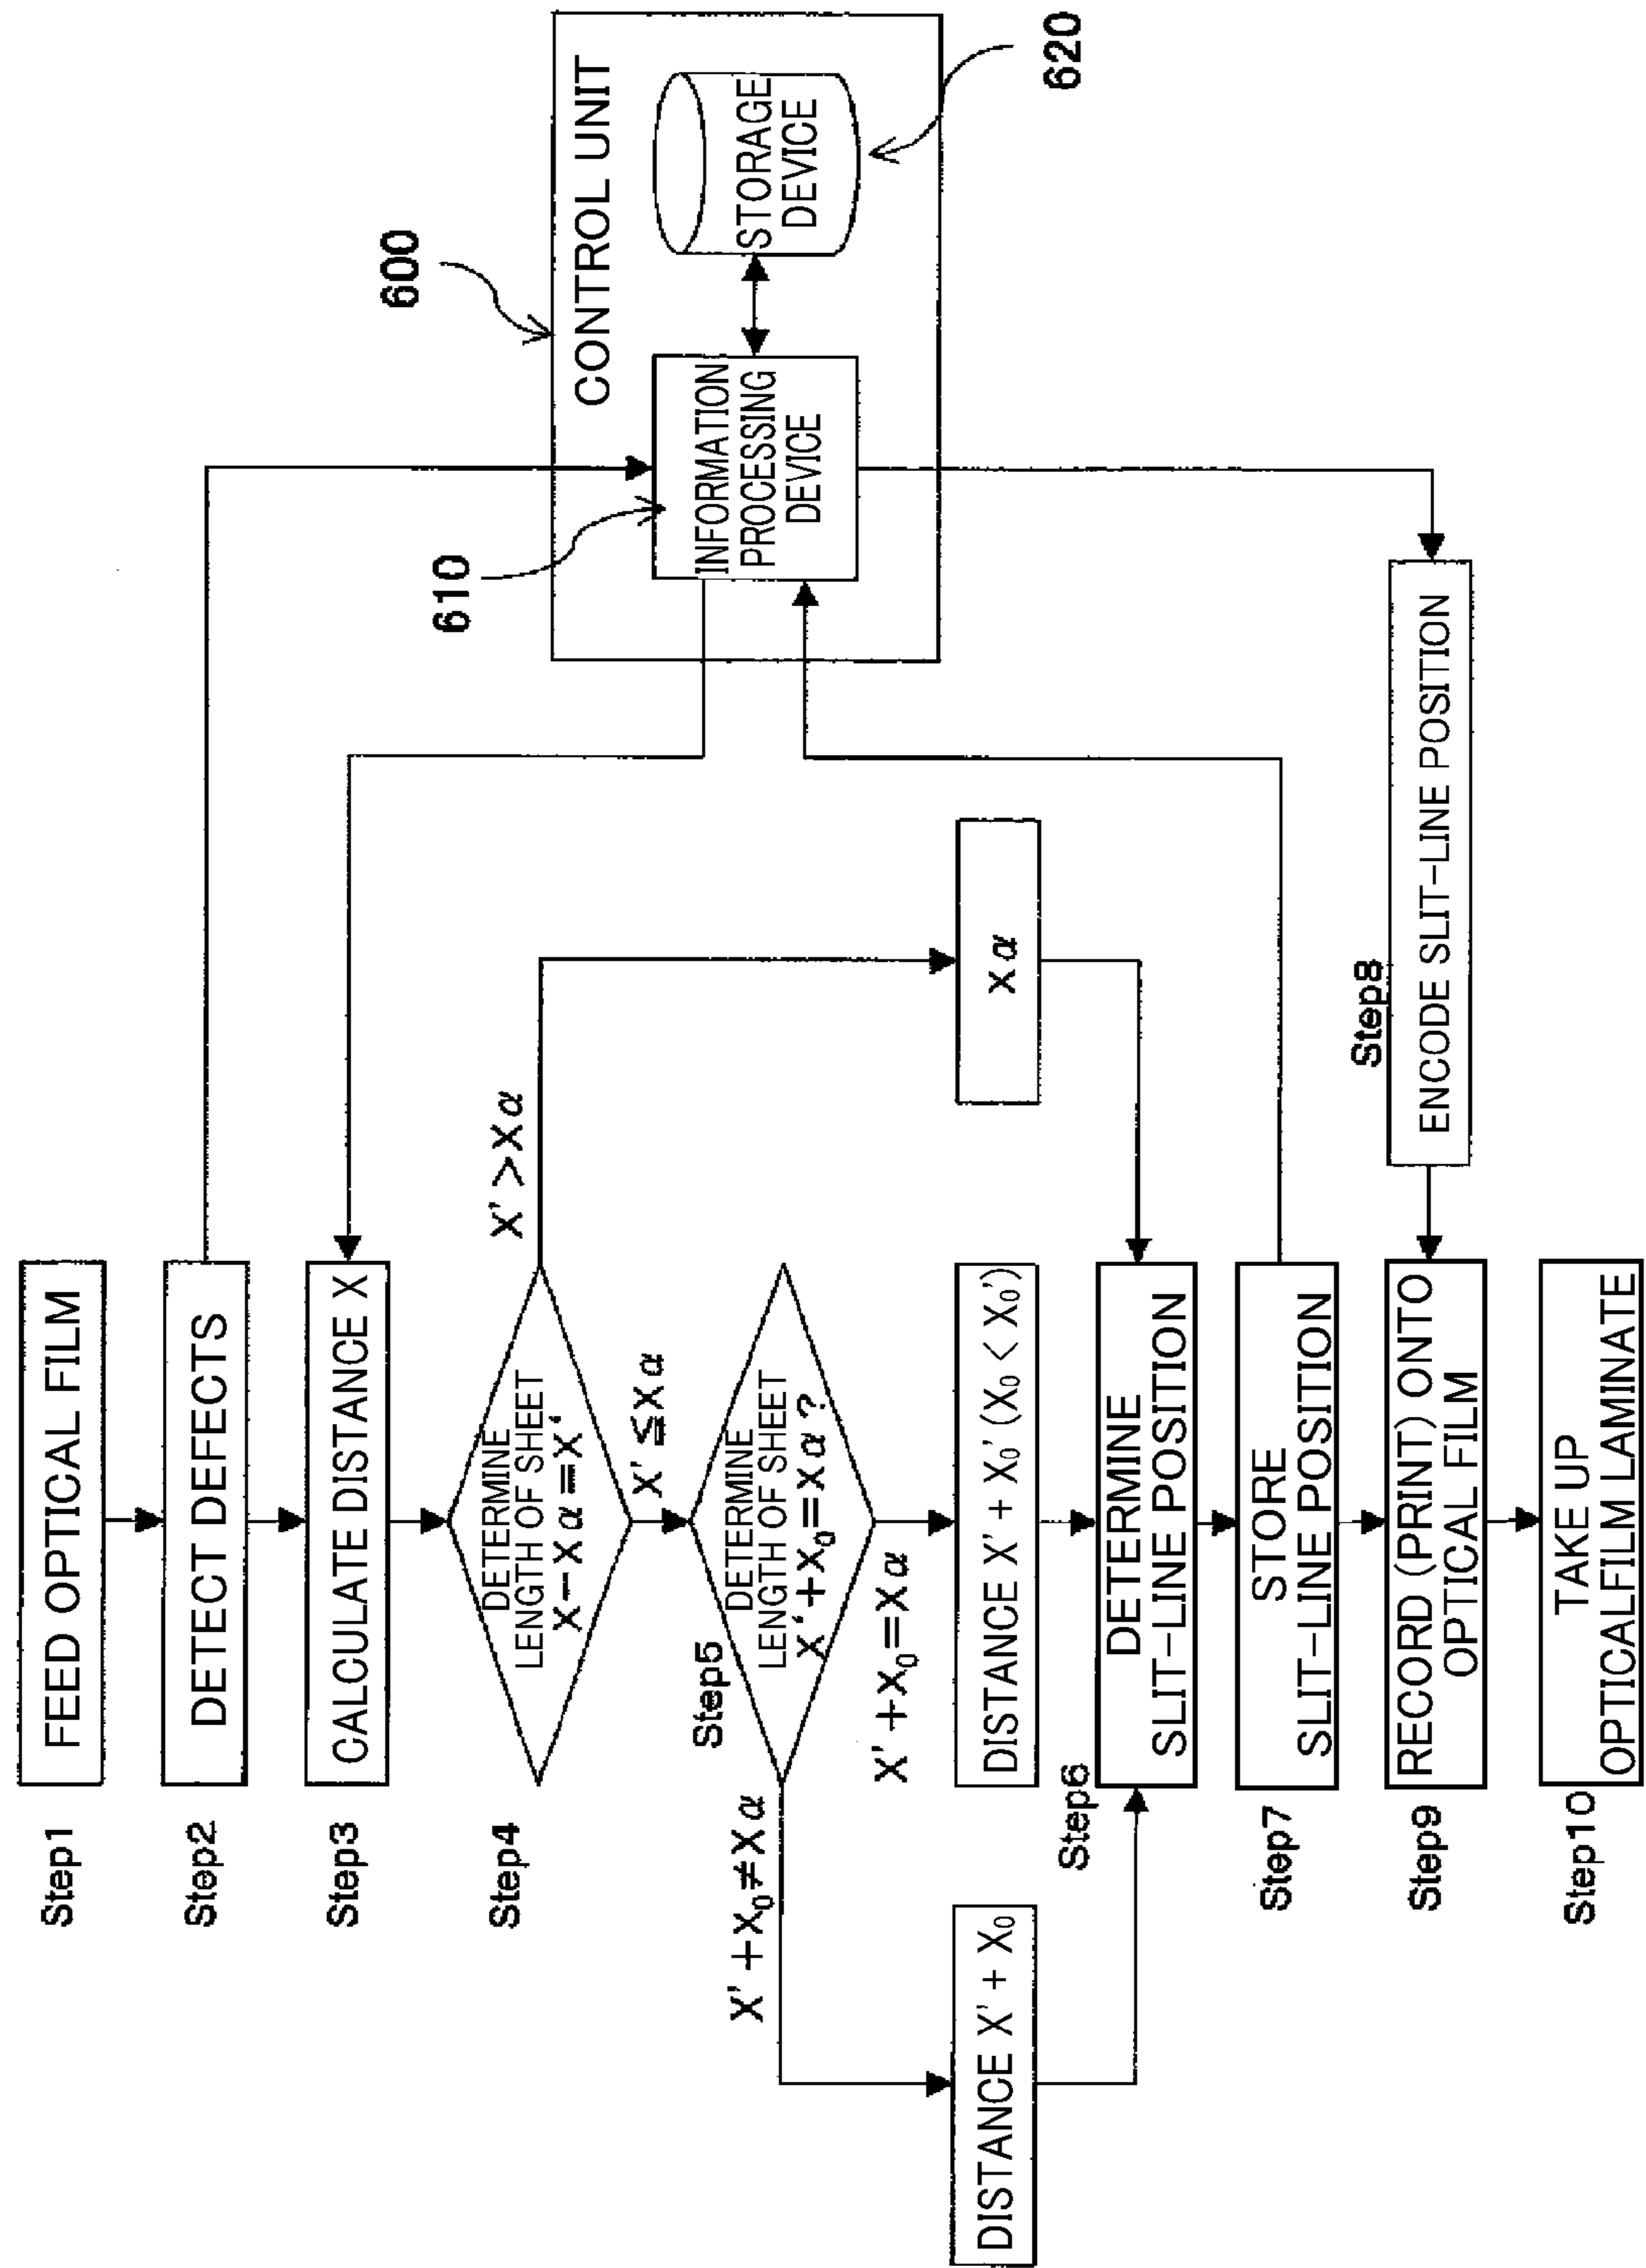 Step1
FEED OPTICAL FILM
Step2
DETECT DEFECTS
Step3
CALCULATE DISTANCE X
Step4
DETERMINE
LENGTH OF SHEET
X−Xα=X'
X'>Xα
X'≦Xα
Step5
DETERMINE
LENGTH OF SHEET
X'+X₀=Xα?
X'+X₀≠Xα
X'+X₀=Xα
DISTANCE X' + X₀
DISTANCE X' + X₀' (X₀ < X₀')
Xα
Step6
DETERMINE
SLIT-LINE POSITION
Step7
STORE
SLIT-LINE POSITION
Step8
ENCODE SLIT-LINE POSITION
Step9
RECORD (PRINT) ONTO
OPTICAL FILM
Step10
TAKE UP
OPTICALFILM LAMINATE
600
CONTROL UNIT
610
INFORMATION
PROCESSING
DEVICE
STORAGE
DEVICE
620